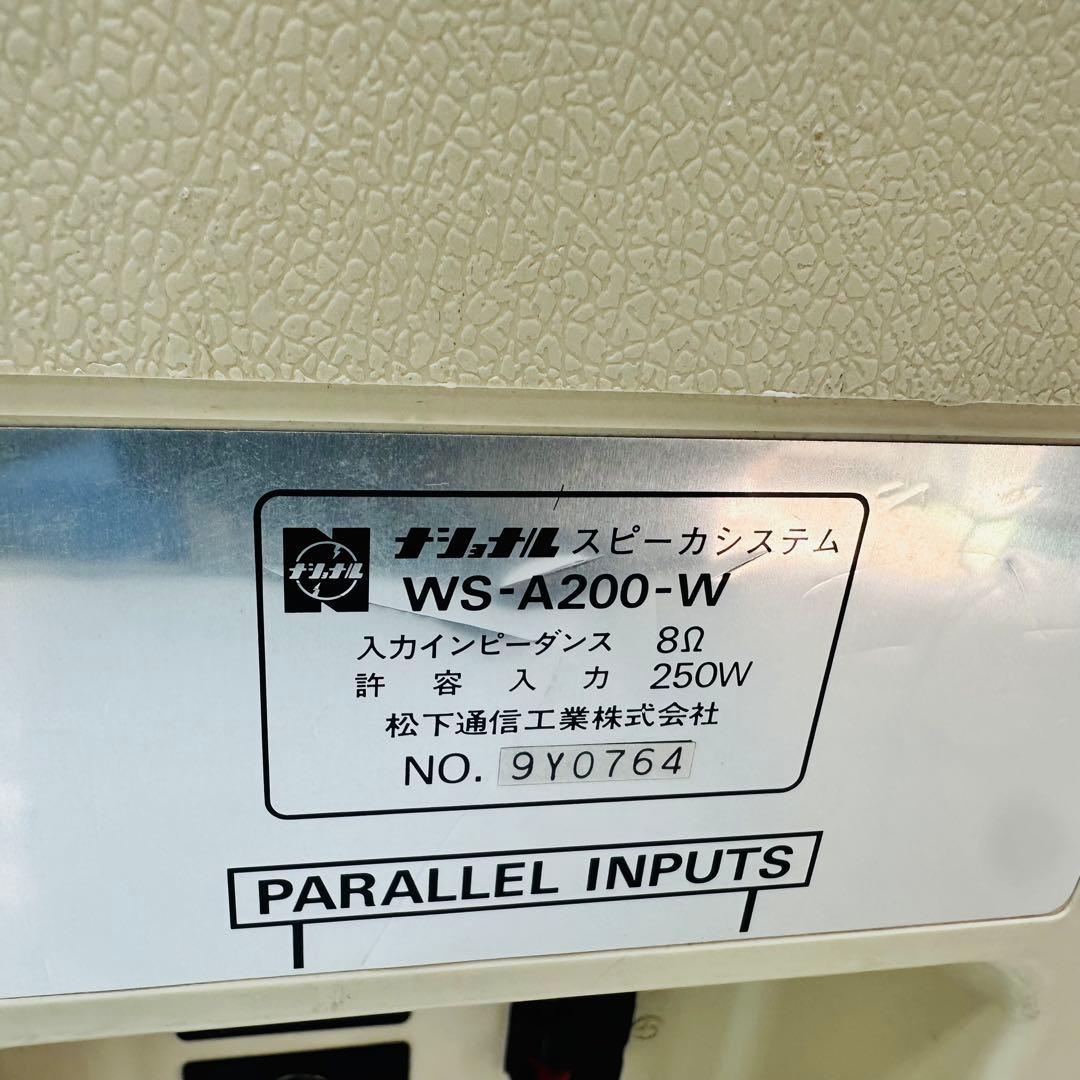 ナショナル
ナショナル スピーカシステム
WS-A200-W
入力インピーダンス 8Ω
許容入力 250W
松下通信工業株式会社
NO. 9Y0764
PARALLEL INPUTS